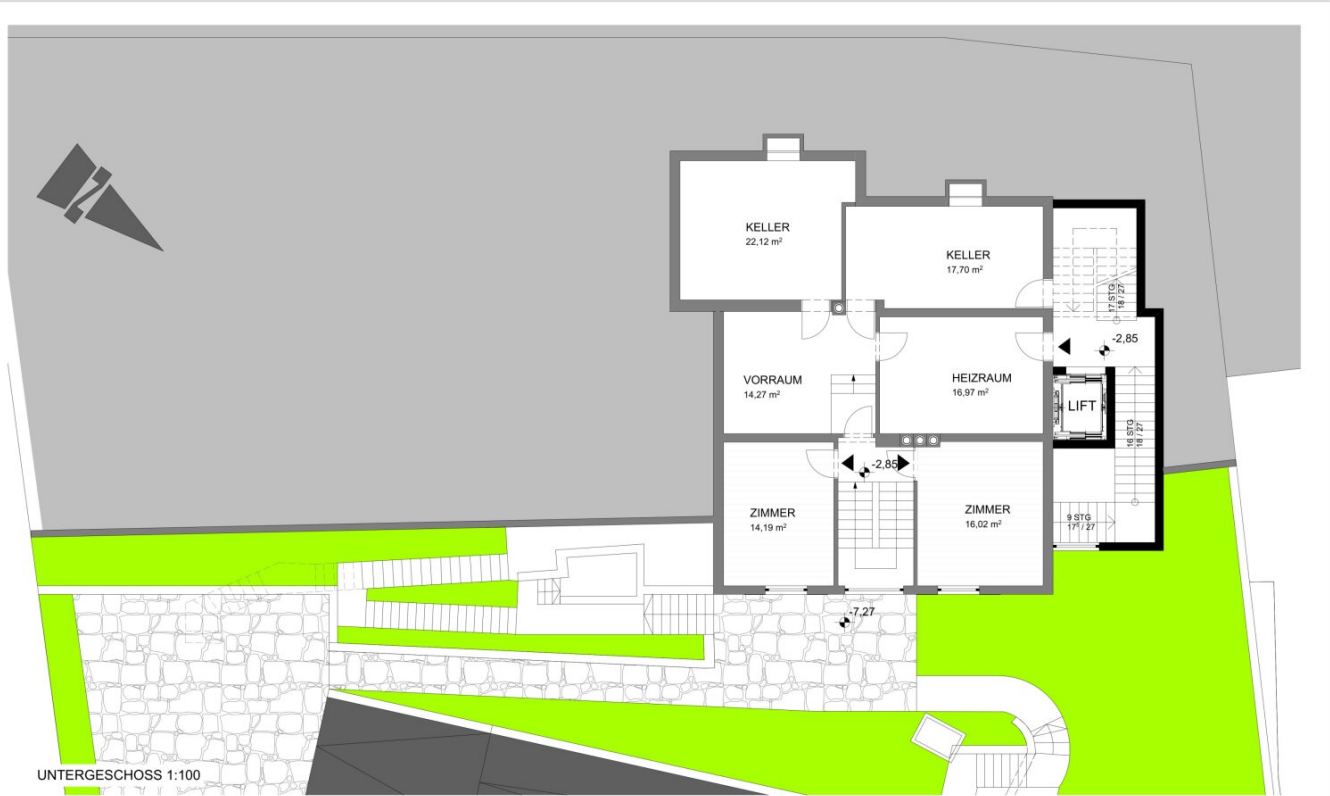 KELLER
22,12 m²
KELLER
17,70 m²
17 STG
18 / 27
-2,85
VORRAUM
14,27 m²
HEIZRAUM
16,97 m²
LIFT
16 STG
18 / 27
-2,85
ZIMMER
14,19 m²
ZIMMER
16,02 m²
9 STG
17⁵ / 27
-7,27
UNTERGESCHOSS 1:100
N